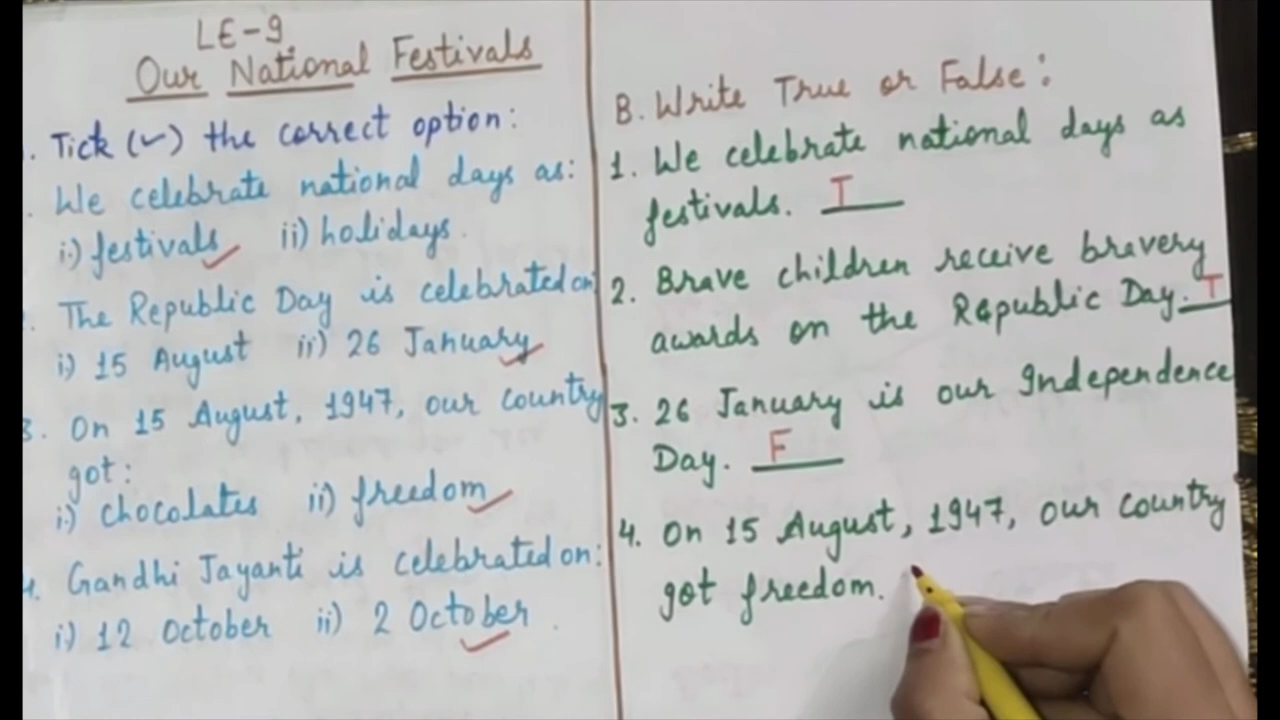 LE-9
Our National Festivals
. Tick (✓) the correct option:
. We celebrate national days as:
i) festivals ✓ ii) holidays.
. The Republic Day is celebrated on
i) 15 August ii) 26 January ✓
3. On 15 August, 1947, our country
got:
i) chocolates ii) freedom ✓
4. Gandhi Jayanti is celebrated on:
i) 12 October ii) 2 October ✓
B. Write True or False:
1. We celebrate national days as
festivals. T
2. Brave children receive bravery
awards on the Republic Day. T
3. 26 January is our Independence
Day. F
4. On 15 August, 1947, our country
got freedom.